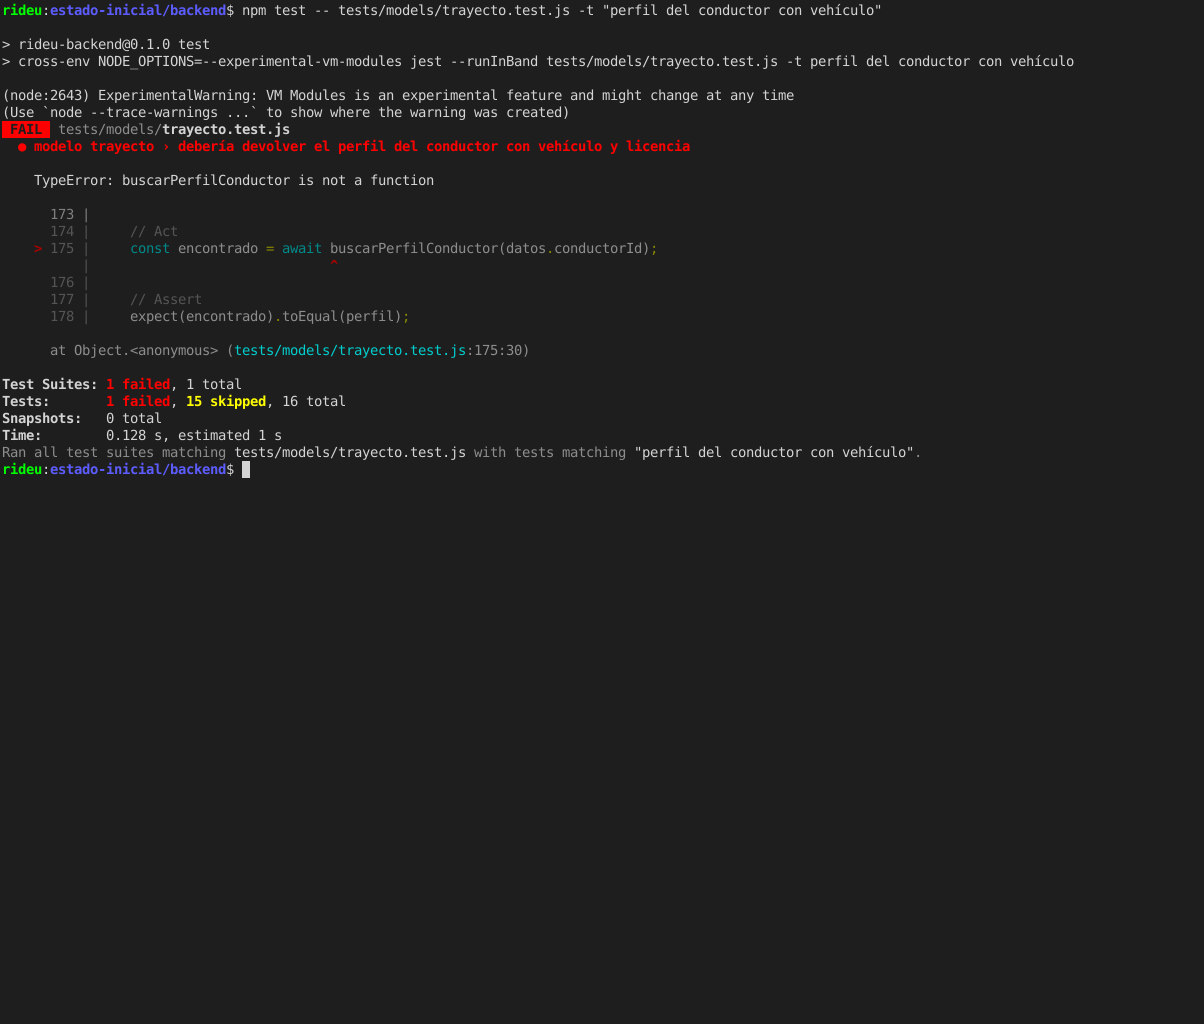 rideu:estado-inicial/backend$ npm test -- tests/models/trayecto.test.js -t "perfil del conductor con vehículo"
> rideu-backend@0.1.0 test
> cross-env NODE_OPTIONS=--experimental-vm-modules jest --runInBand tests/models/trayecto.test.js -t perfil del conductor con vehículo
(node:2643) ExperimentalWarning: VM Modules is an experimental feature and might change at any time
(Use `node --trace-warnings ...` to show where the warning was created)
FAIL tests/models/trayecto.test.js
● modelo trayecto › debería devolver el perfil del conductor con vehículo y licencia
TypeError: buscarPerfilConductor is not a function
173 |
174 |     // Act
> 175 |     const encontrado = await buscarPerfilConductor(datos.conductorId);
|                              ^
176 |
177 |     // Assert
178 |     expect(encontrado).toEqual(perfil);
at Object.<anonymous> (tests/models/trayecto.test.js:175:30)
Test Suites: 1 failed, 1 total
Tests:       1 failed, 15 skipped, 16 total
Snapshots:   0 total
Time:        0.128 s, estimated 1 s
Ran all test suites matching tests/models/trayecto.test.js with tests matching "perfil del conductor con vehículo".
rideu:estado-inicial/backend$